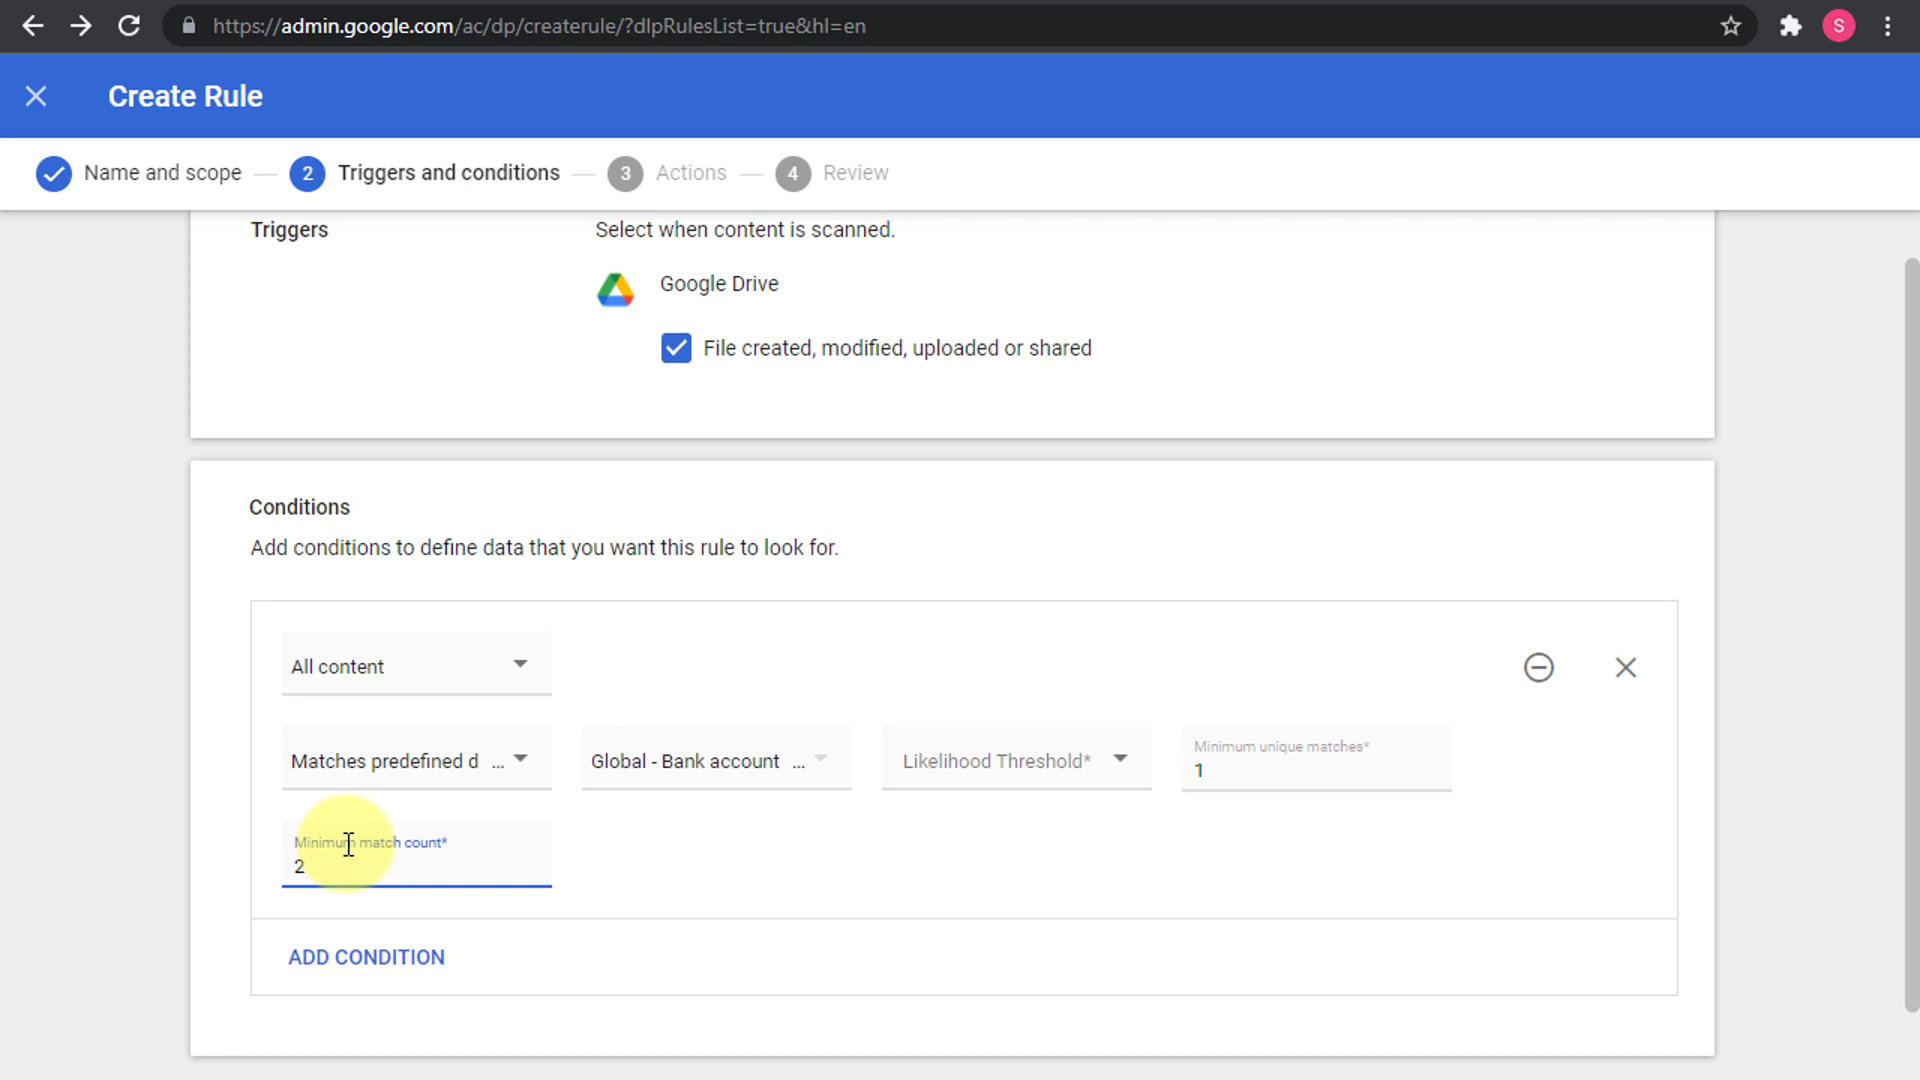 https://admin.google.com/ac/dp/createrule/?dlpRulesList=true&hl=en
S
Create Rule
Name and scope
2 Triggers and conditions
3 Actions
4 Review
Triggers
Select when content is scanned.
Google Drive
File created, modified, uploaded or shared
Conditions
Add conditions to define data that you want this rule to look for.
All content
Matches predefined d ...
Global - Bank account ...
Likelihood Threshold*
Minimum unique matches*
1
Minimum match count*
2
ADD CONDITION